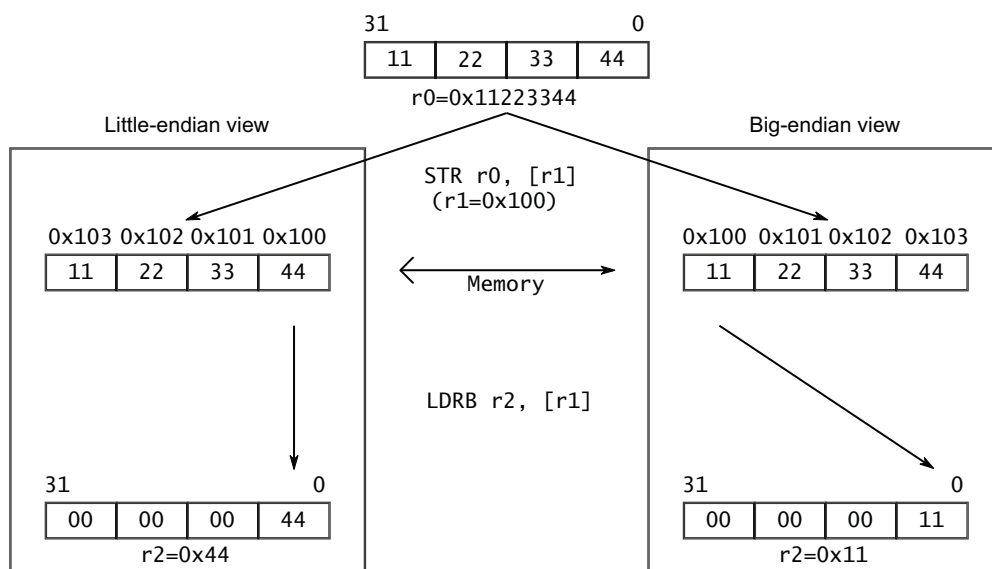 31 0
11 22 33 44
r0=0x11223344
Little-endian view
Big-endian view
STR r0, [r1]
(r1=0x100)
0x103 0x102 0x101 0x100
11 22 33 44
Memory
0x100 0x101 0x102 0x103
11 22 33 44
LDRB r2, [r1]
31 0
00 00 00 44
r2=0x44
31 0
00 00 00 11
r2=0x11